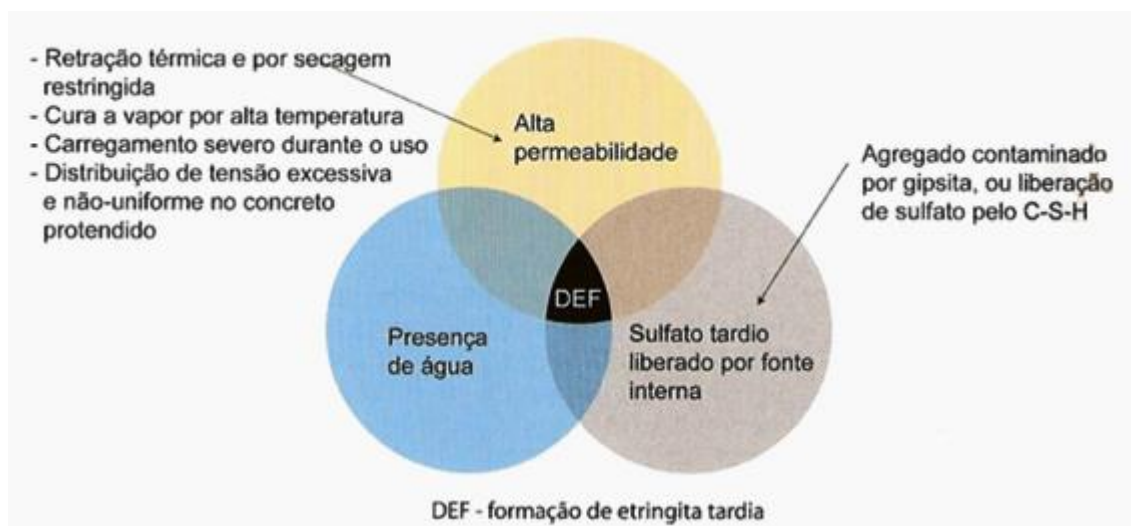 - Retração térmica e por secagem
restringida
- Cura a vapor por alta temperatura
- Carregamento severo durante o uso
- Distribuição de tensão excessiva
e não-uniforme no concreto
protendido
Alta
permeabilidade
Agregado contaminado
por gipsita, ou liberação
de sulfato pelo C-S-H
DEF
Presença
de água
Sulfato tardio
liberado por fonte
interna
DEF - formação de etringita tardia